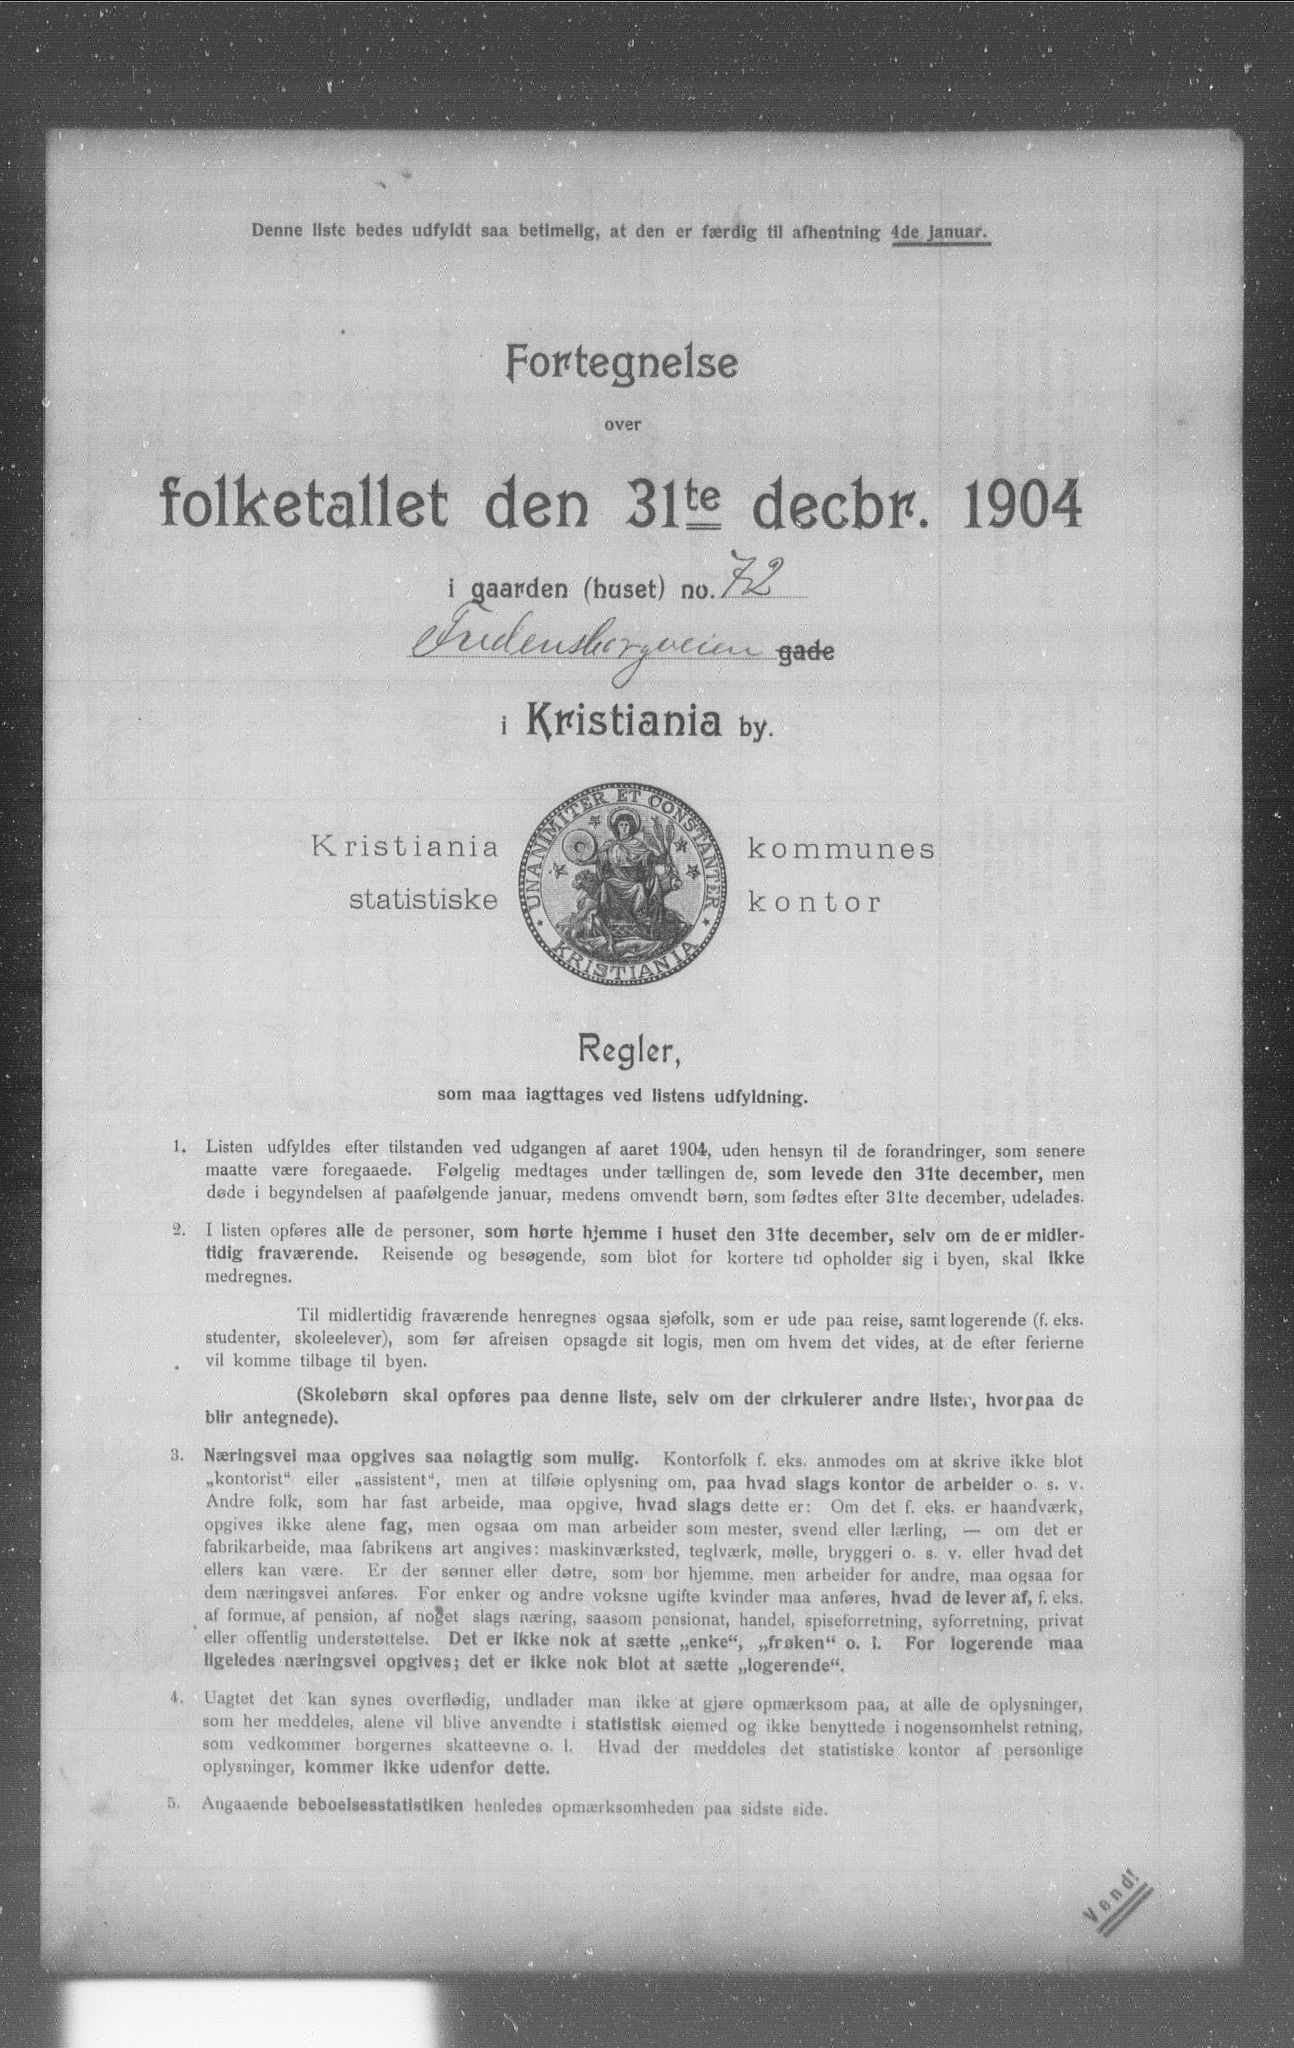 Denne liste bedes udfyldt saa betimelig, at den er færdig til afhentning 4de januar.
Fortegnelse
over
folketallet den 31te decbr. 1904
i gaarden (huset) no. 72
Fredensborgveien gade
i Kristiania by.
Kristiania kommunes
statistiske kontor
UNANIMITER ET CONSTANTER
KRISTIANIA
Regler,
som maa iagttages ved listens udfyldning.
1. Listen udfyldes efter tilstanden ved udgangen af aaret 1904, uden hensyn til de forandringer, som senere
maatte være foregaaede. Følgelig medtages under tællingen de, som levede den 31te december, men
døde i begyndelsen af paafølgende januar, medens omvendt børn, som fødtes efter 31te december, udelades.
2. I listen opføres alle de personer, som hørte hjemme i huset den 31te december, selv om de er midler-
tidig fraværende. Reisende og besøgende, som blot for kortere tid opholder sig i byen, skal ikke
medregnes.
Til midlertidig fraværende henregnes ogsaa sjøfolk, som er ude paa reise, samt logerende (f. eks.
studenter, skoleelever), som før afreisen opsagde sit logis, men om hvem det vides, at de efter ferierne
vil komme tilbage til byen.
(Skolebørn skal opføres paa denne liste, selv om der cirkulerer andre lister, hvorpaa de
blir antegnede).
3. Næringsvei maa opgives saa nøiagtig som mulig. Kontorfolk f. eks. anmodes om at skrive ikke blot
„kontorist“ eller „assistent“, men at tilføie oplysning om, paa hvad slags kontor de arbeider o. s. v.
Andre folk, som har fast arbeide, maa opgive, hvad slags dette er: Om det f. eks. er haandværk,
opgives ikke alene fag, men ogsaa om man arbeider som mester, svend eller lærling, — om det er
fabrikarbeide, maa fabrikens art angives: maskinværksted, teglværk, mølle, bryggeri o. s. v. eller hvad det
ellers kan være. Er der sønner eller døtre, som bor hjemme, men arbeider for andre, maa ogsaa for
dem næringsvei anføres. For enker og andre voksne ugifte kvinder maa anføres, hvad de lever af, f. eks.
af formue, af pension, af noget slags næring, saasom pensionat, handel, spiseforretning, syforretning, privat
eller offentlig understøttelse. Det er ikke nok at sætte „enke“, „frøken“ o. l. For logerende maa
ligeledes næringsvei opgives; det er ikke nok blot at sætte „logerende“.
4. Uagtet det kan synes overflødig, undlader man ikke at gjøre opmærksom paa, at alle de oplysninger,
som her meddeles, alene vil blive anvendte i statistisk øiemed og ikke benyttede i nogensomhelst retning,
som vedkommer borgernes skatteevne o. l. Hvad der meddeles det statistiske kontor af personlige
oplysninger, kommer ikke udenfor dette.
5. Angaaende beboelsesstatistiken henledes opmærksomheden paa sidste side.
Vend!